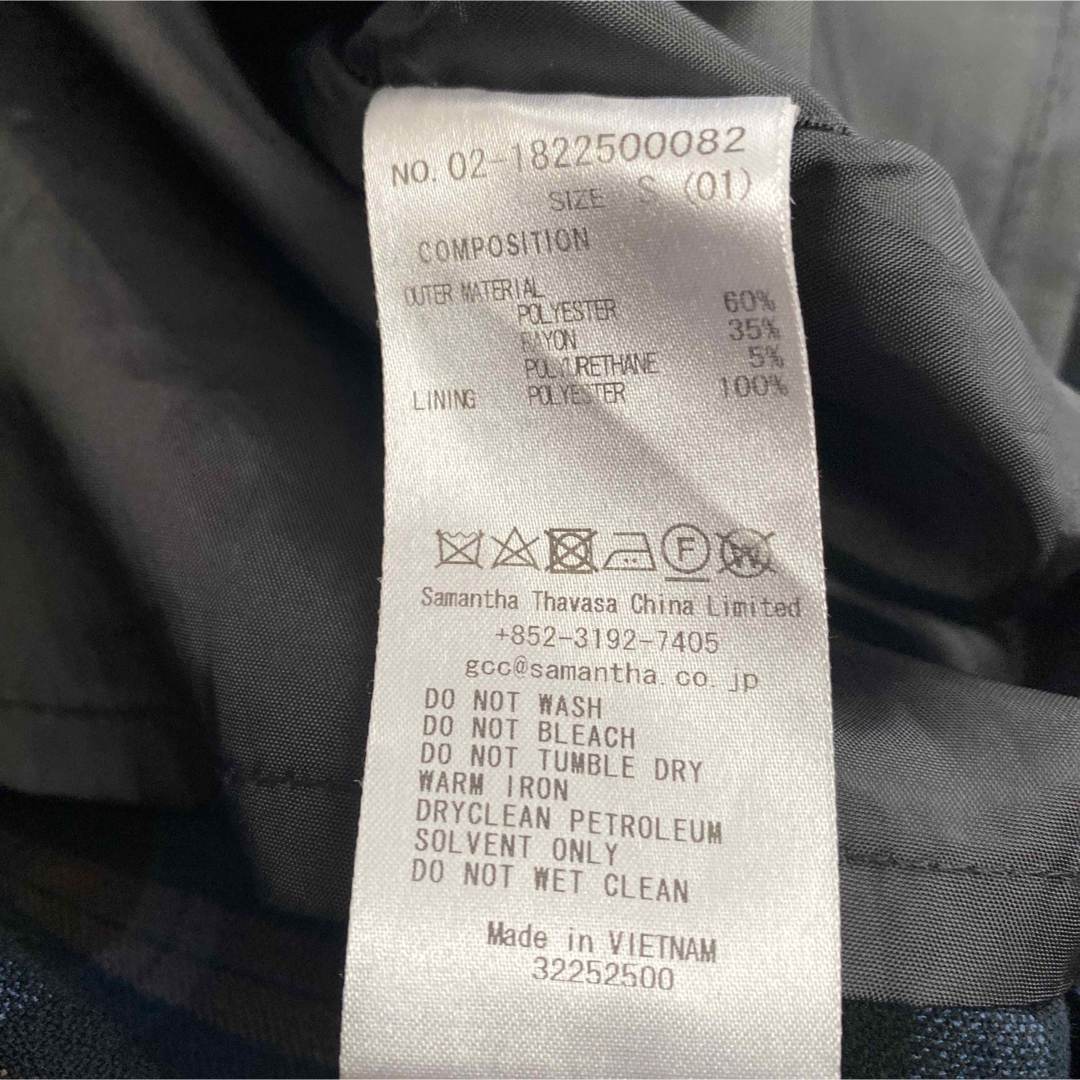 NO. 02-1822500082
SIZE S (01)
COMPOSITION
OUTER MATERIAL
POLYESTER 60%
RAYON 35%
POLYURETHANE 5%
LINING POLYESTER 100%
F W
Samantha Thavasa China Limited
+852-3192-7405
gcc@samantha.co.jp
DO NOT WASH
DO NOT BLEACH
DO NOT TUMBLE DRY
WARM IRON
DRYCLEAN PETROLEUM
SOLVENT ONLY
DO NOT WET CLEAN
Made in VIETNAM
32252500